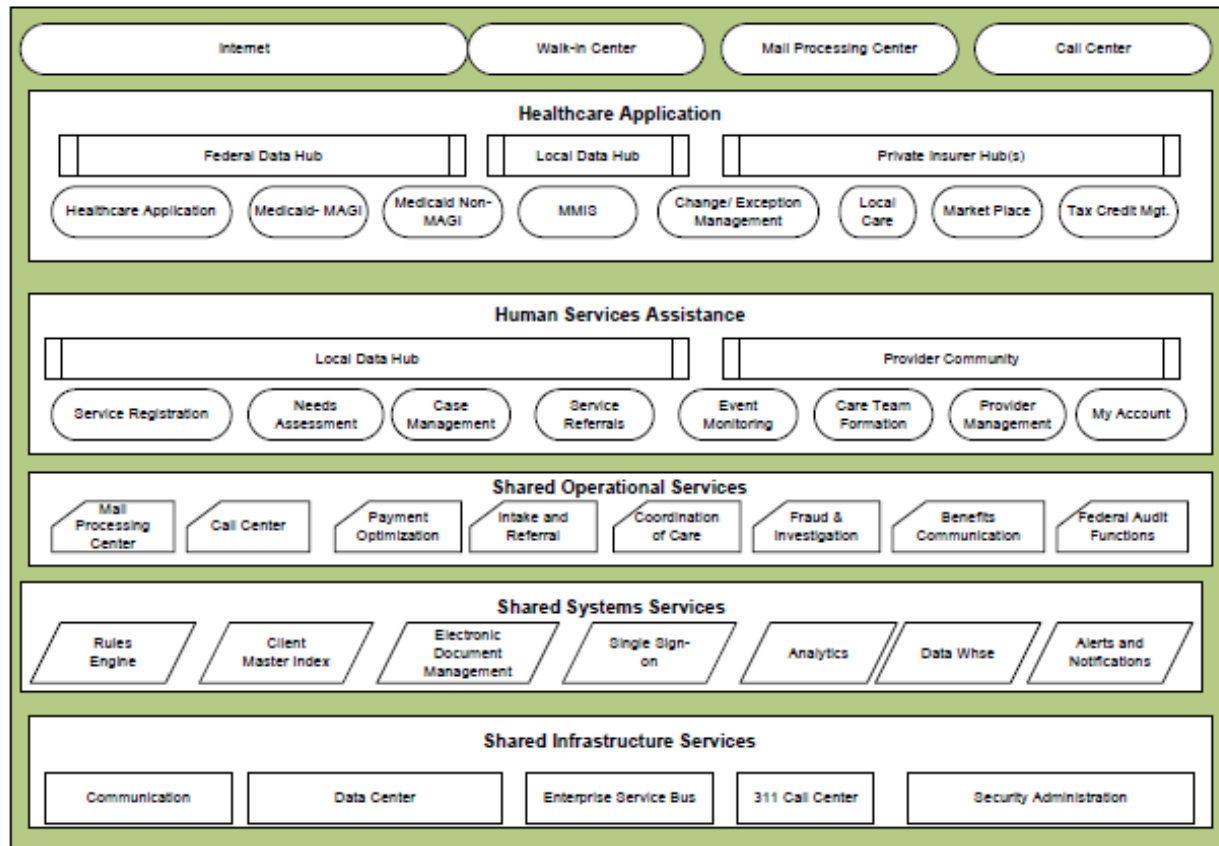 Internet
Walk-in Center
Mail Processing Center
Call Center
Healthcare Application
Federal Data Hub
Local Data Hub
Private Insurer Hub(s)
Healthcare Application
Medicaid- MAGI
Medicaid Non-
MAGI
MMIS
Change/ Exception
Management
Local
Care
Market Place
Tax Credit Mgt.
Human Services Assistance
Local Data Hub
Provider Community
Service Registration
Needs
Assessment
Case
Management
Service
Referrals
Event
Monitoring
Care Team
Formation
Provider
Management
My Account
Shared Operational Services
Mail
Processing
Center
Call Center
Payment
Optimization
Intake and
Referral
Coordination
of Care
Fraud &
Investigation
Benefits
Communication
Federal Audit
Functions
Shared Systems Services
Rules
Engine
Client
Master Index
Electronic
Document
Management
Single Sign-
on
Analytics
Data Whse
Alerts and
Notifications
Shared Infrastructure Services
Communication
Data Center
Enterprise Service Bus
311 Call Center
Security Administration